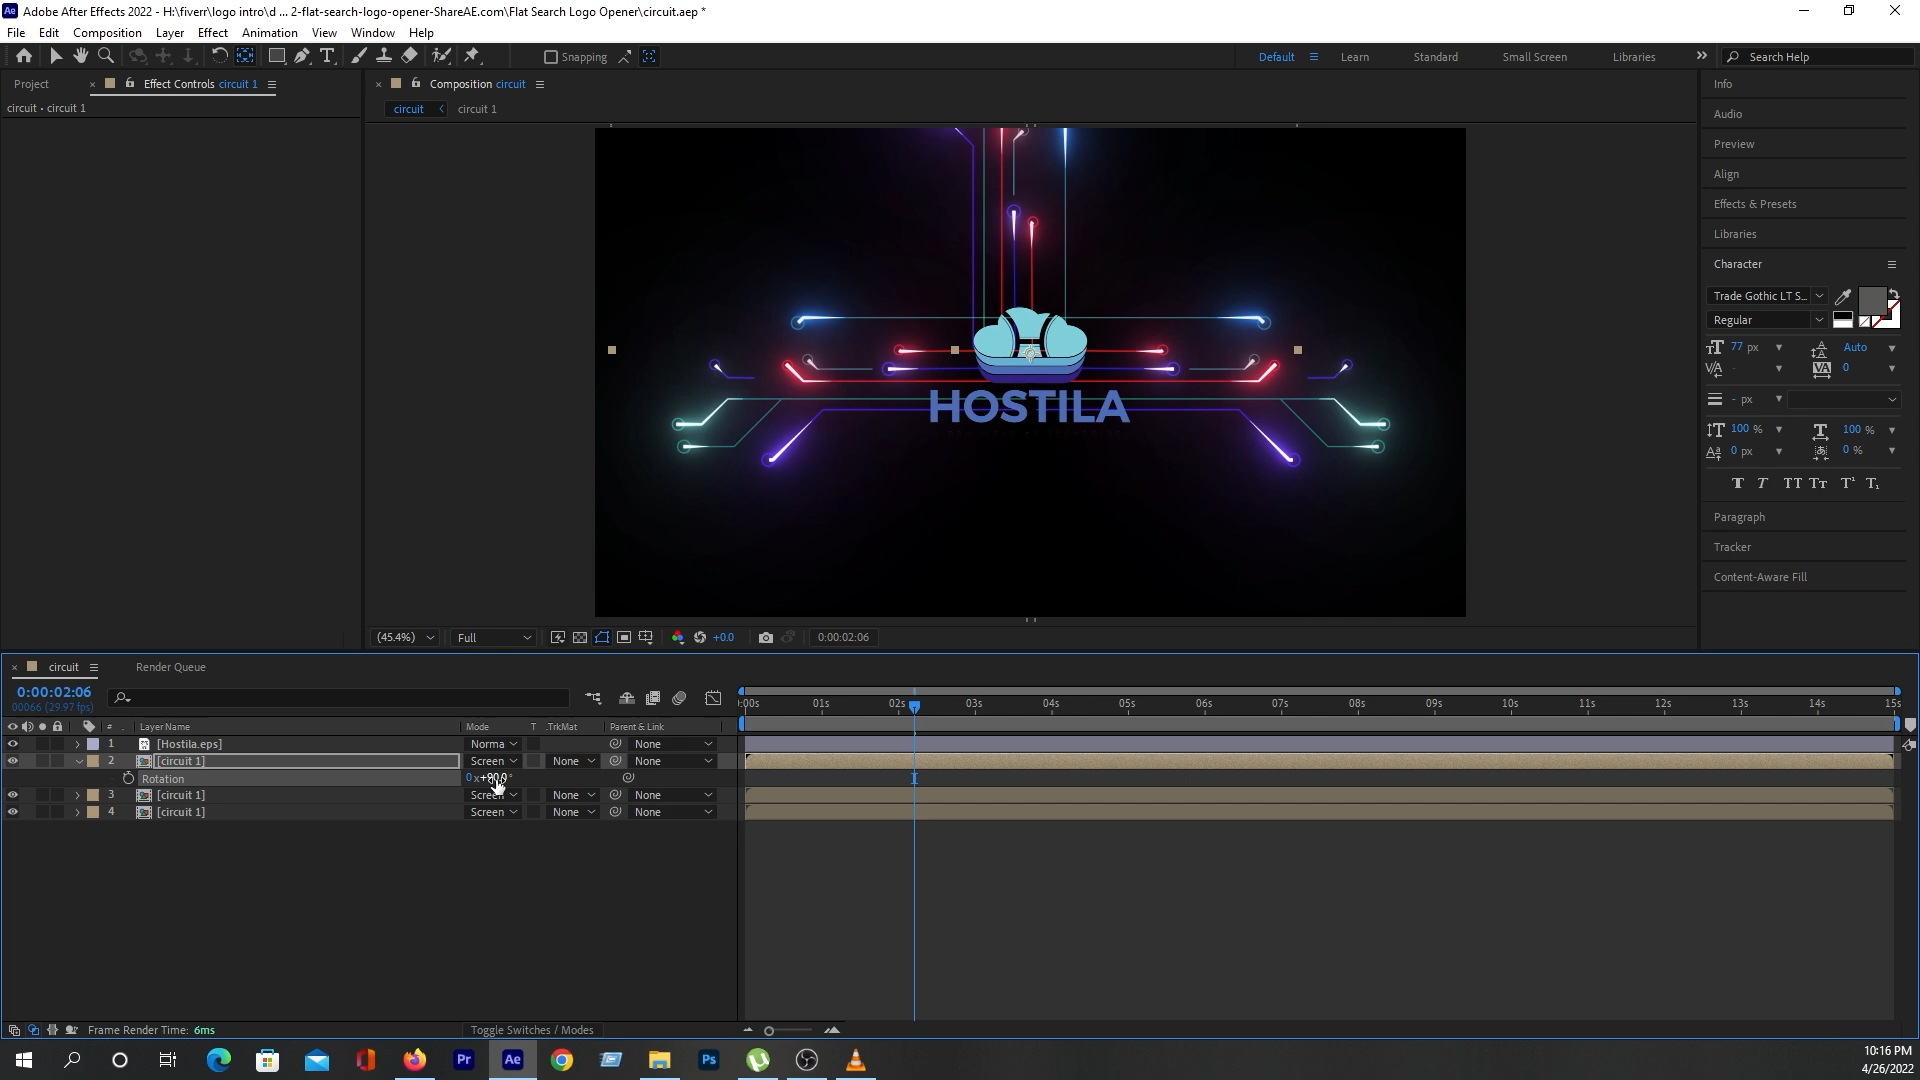 Ae Adobe After Effects 2022 - H:\fiverr\logo intro\d ... 2-flat-search-logo-opener-ShareAE.com\Flat Search Logo Opener\circuit.aep *
File Edit Composition Layer Effect Animation View Window Help
Snapping
Default Learn Standard Small Screen Libraries Search Help
Project Effect Controls circuit 1 Composition circuit Info
circuit • circuit 1
circuit circuit 1
Audio
Preview
Align
Effects & Presets
Libraries
Character
Trade Gothic LT S...
Regular
77 px Auto
0
- px
100 % 100 %
0 px 0 %
Paragraph
Tracker
Content-Aware Fill
HOSTILA
(45.4%) Full +0.0 0:00:02:06
circuit Render Queue
0:00:02:06
00066 (29.97 fps)
:00s 01s 02s 03s 04s 05s 06s 07s 08s 09s 10s 11s 12s 13s 14s 15s
# Layer Name Mode T .TrkMat Parent & Link
1 [Hostila.eps] Norma None
2 [circuit 1] Screen None None
Rotation 0x+90.0°
3 [circuit 1] Screen None None
4 [circuit 1] Screen None None
Frame Render Time: 6ms Toggle Switches / Modes
Pr Ae Ps
10:16 PM
4/26/2022